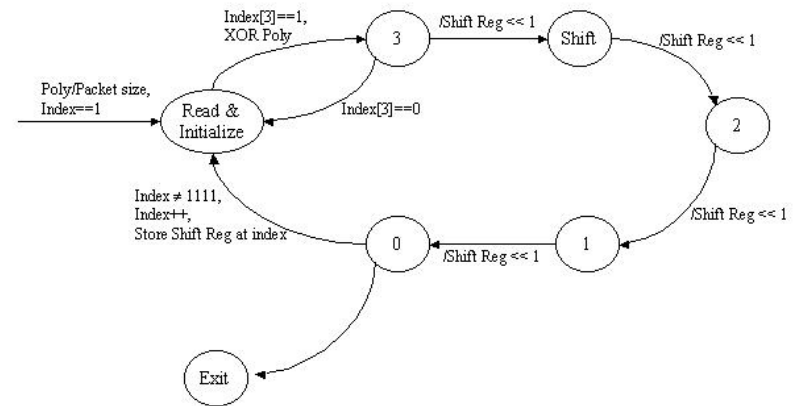 Index[3]==1,
XOR Poly
3
/Shift Reg << 1
Shift
/Shift Reg << 1
Poly/Packet size,
Index==1
Read &
Initialize
Index[3]==0
2
Index ≠ 1111,
Index++,
Store Shift Reg at index
/Shift Reg << 1
0
/Shift Reg << 1
1
Exit